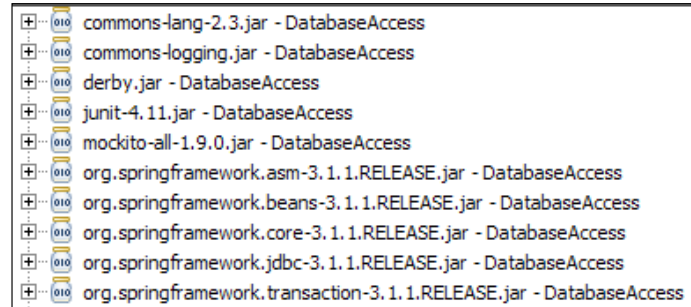 commons-lang-2.3.jar - DatabaseAccess
commons-logging.jar - DatabaseAccess
derby.jar - DatabaseAccess
junit-4.11.jar - DatabaseAccess
mockito-all-1.9.0.jar - DatabaseAccess
org.springframework.asm-3.1.1.RELEASE.jar - DatabaseAccess
org.springframework.beans-3.1.1.RELEASE.jar - DatabaseAccess
org.springframework.core-3.1.1.RELEASE.jar - DatabaseAccess
org.springframework.jdbc-3.1.1.RELEASE.jar - DatabaseAccess
org.springframework.transaction-3.1.1.RELEASE.jar - DatabaseAccess